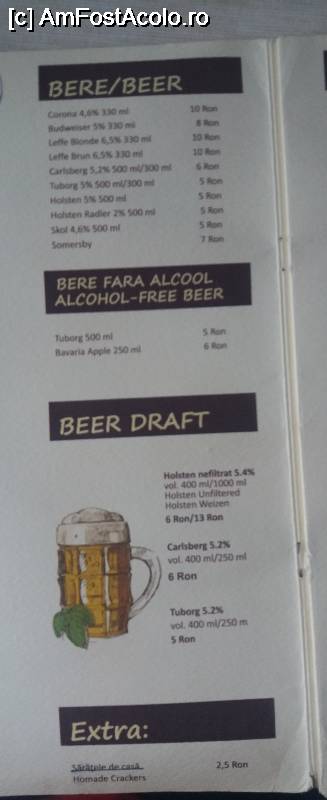 [c] AmFostAcolo.ro
BERE/BEER
Corona 4,6% 330 ml 10 Ron
Budweiser 5% 330 ml 8 Ron
Leffe Blonde 6,5% 330 ml 10 Ron
Leffe Brun 6,5% 330 ml 10 Ron
Carlsberg 5,2% 500 ml/300 ml 6 Ron
Tuborg 5% 500 ml/300 ml 5 Ron
Holsten 5% 500 ml 5 Ron
Holsten Radler 2% 500 ml 5 Ron
Skol 4,6% 500 ml 5 Ron
Somersby 7 Ron
BERE FARA ALCOOL
ALCOHOL-FREE BEER
Tuborg 500 ml 5 Ron
Bavaria Apple 250 ml 6 Ron
BEER DRAFT
Holsten nefiltrat 5.4%
vol. 400 ml/1000 ml
Holsten Unfiltered
Holsten Weizen
6 Ron/13 Ron
Carlsberg 5.2%
vol. 400 ml/250 ml
6 Ron
Tuborg 5.2%
vol. 400 ml/250 m
5 Ron
Extra:
Sărățele de casă 2,5 Ron
Homade Crackers